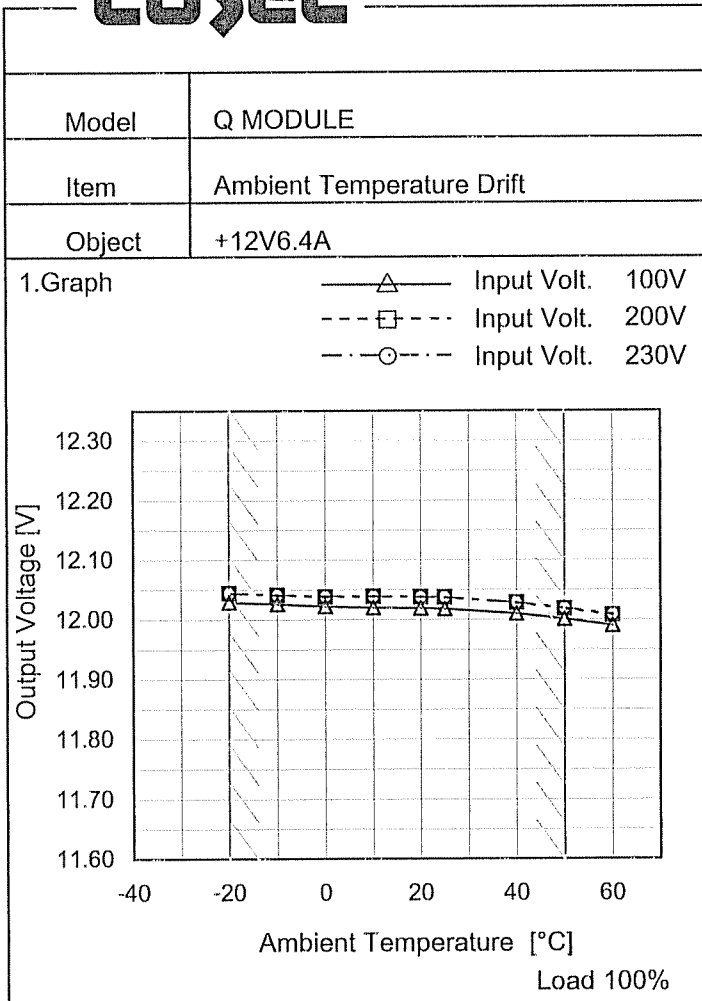 COSEL
Model Q MODULE
Item Ambient Temperature Drift
Object +12V6.4A
1.Graph
Input Volt. 100V
Input Volt. 200V
Input Volt. 230V
12.30
12.20
12.10
12.00
11.90
11.80
11.70
11.60
Output Voltage [V]
-40 -20 0 20 40 60
Ambient Temperature [°C]
Load 100%